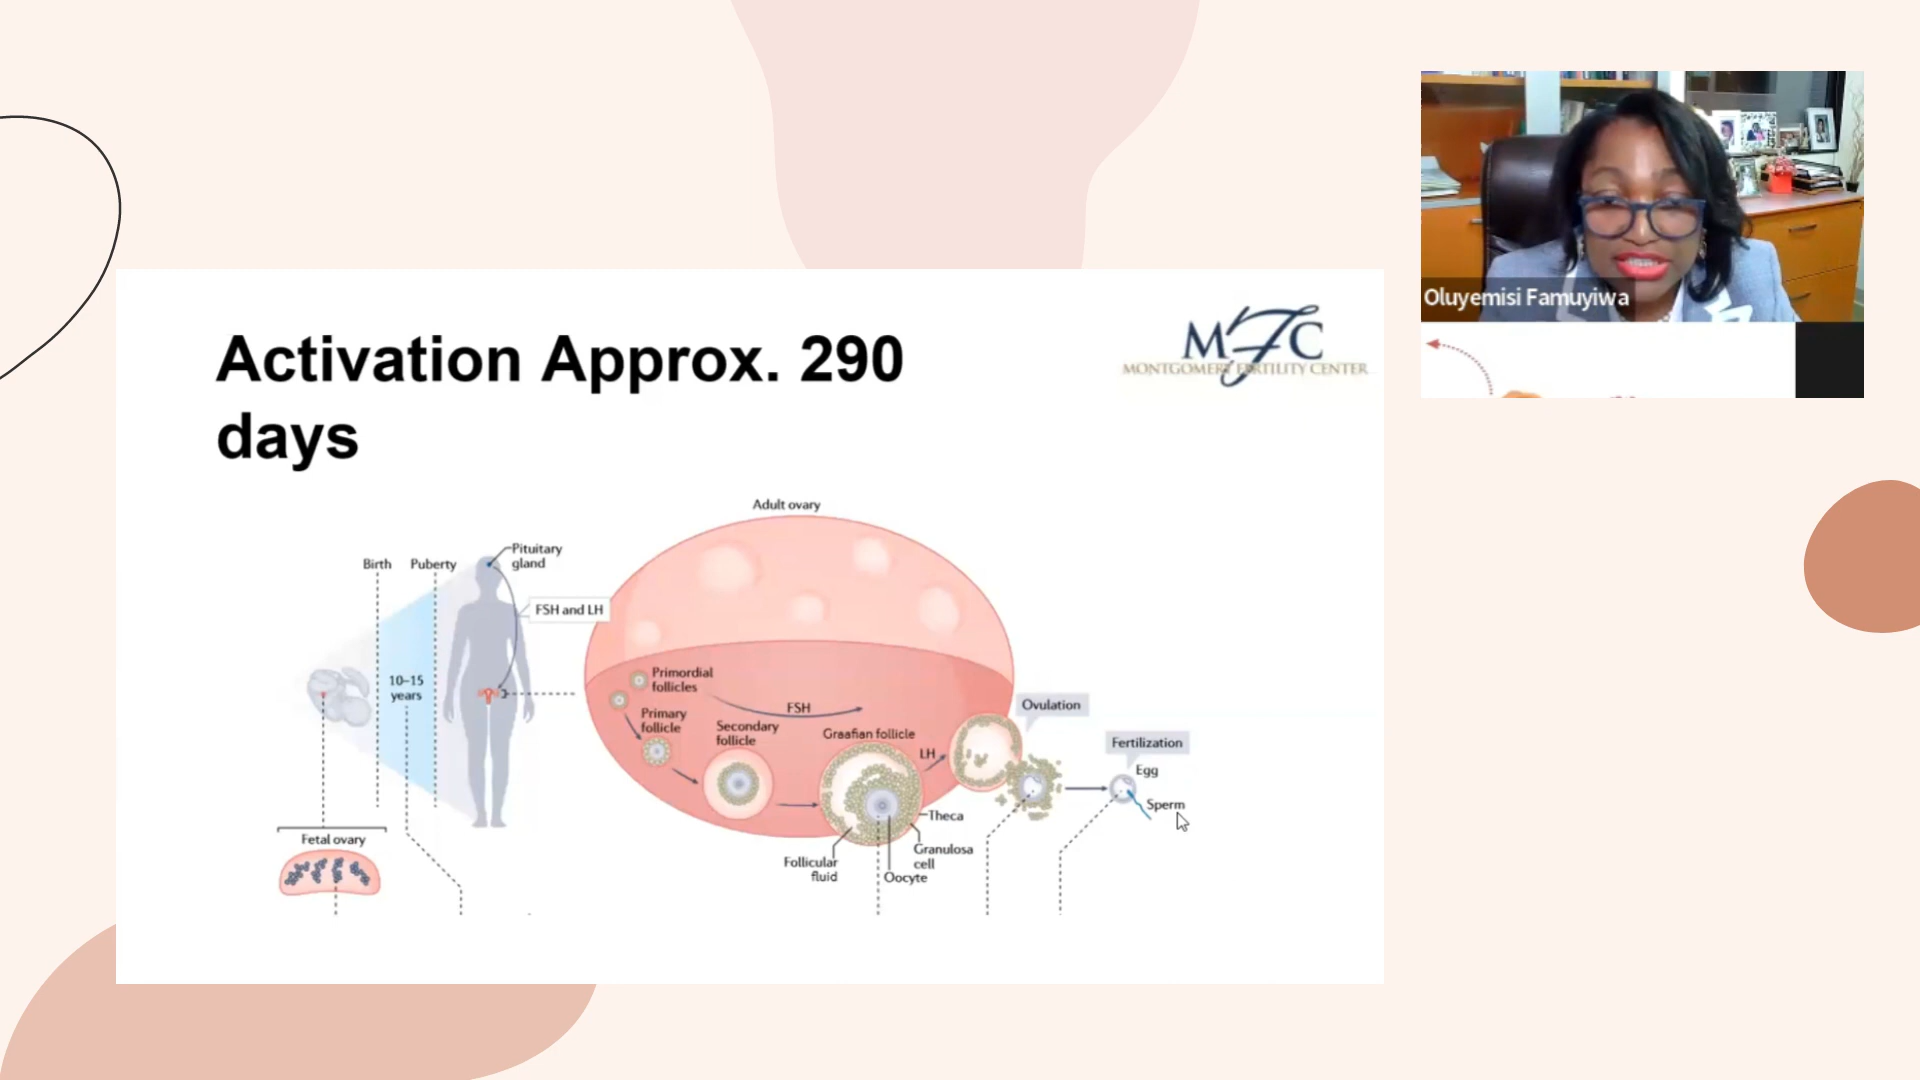 Oluyemisi Famuyiwa
Activation Approx. 290
days
MFC
MONTGOMERY FERTILITY CENTER
Adult ovary
Birth
Puberty
Pituitary
gland
FSH and LH
10–15
years
Primordial
follicles
FSH
Primary
follicle
Secondary
follicle
Graafian follicle
LH
Ovulation
Fertilization
Egg
Sperm
Theca
Granulosa
cell
Follicular
fluid
Oocyte
Fetal ovary